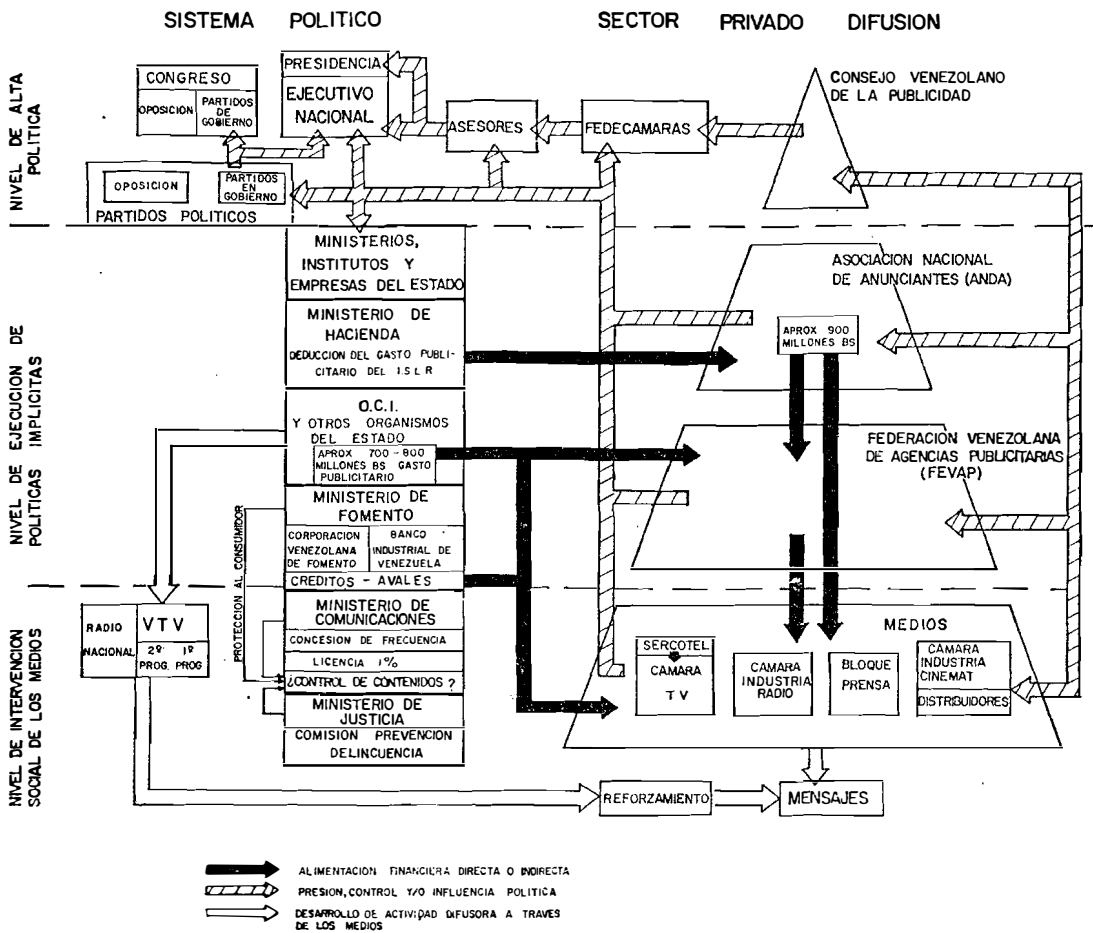 SISTEMA POLITICO
SECTOR PRIVADO DIFUSION
NIVEL DE ALTA
POLITICA
CONGRESO
OPOSICION
PARTIDOS
DE
GOBIERNO
PRESIDENCIA
EJECUTIVO
NACIONAL
ASESORES
FEDECAMARAS
CONSEJO VENEZOLANO
DE LA PUBLICIDAD
OPOSICION
PARTIDOS
EN
GOBIERNO
PARTIDOS POLITICOS
NIVEL DE EJECUCION DE
POLITICAS IMPLICITAS
MINISTERIOS,
INSTITUTOS Y
EMPRESAS DEL ESTADO
MINISTERIO DE
HACIENDA
DEDUCCION DEL GASTO PUBLI-
CITARIO DEL I.S L R
O.C.I.
Y OTROS ORGANISMOS
DEL ESTADO
APROX 700-800
MILLONES BS GASTO
PUBLICITARIO
MINISTERIO DE
FOMENTO
CORPORACION
VENEZOLANA
DE FOMENTO
BANCO
INDUSTRIAL DE
VENEZUELA
CREDITOS - AVALES
PROTECCION AL CONSUMIDOR
ASOCIACION NACIONAL
DE ANUNCIANTES (ANDA)
APROX 900
MILLONES BS
FEDERACION VENEZOLANA
DE AGENCIAS PUBLICITARIAS
(FEVAP)
NIVEL DE INTERVENCION
SOCIAL DE LOS MEDIOS
RADIO
NACIONAL
VTV
2º
PROG.
1º
PROG
MINISTERIO DE
COMUNICACIONES
CONCESION DE FRECUENCIA
LICENCIA 1%
¿CONTROL DE CONTENIDOS ?
MINISTERIO DE
JUSTICIA
COMISION PREVENCION
DELINCUENCIA
MEDIOS
SERCOTEL
CAMARA
TV
CAMARA
INDUSTRIA
RADIO
BLOQUE
PRENSA
CAMARA
INDUSTRIA
CINEMAT
DISTRIBUIDORES
REFORZAMIENTO
MENSAJES
ALIMENTACION FINANCIERA DIRECTA O INDIRECTA
PRESION, CONTROL Y/O INFLUENCIA POLITICA
DESARROLLO DE ACTIVIDAD DIFUSORA A TRAVES
DE LOS MEDIOS